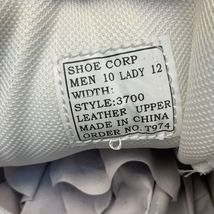 SHOE CORP
MEN 10 LADY 12
WIDTH:
STYLE:3700
LEATHER UPPER
MADE IN CHINA
ORDER NO. T974